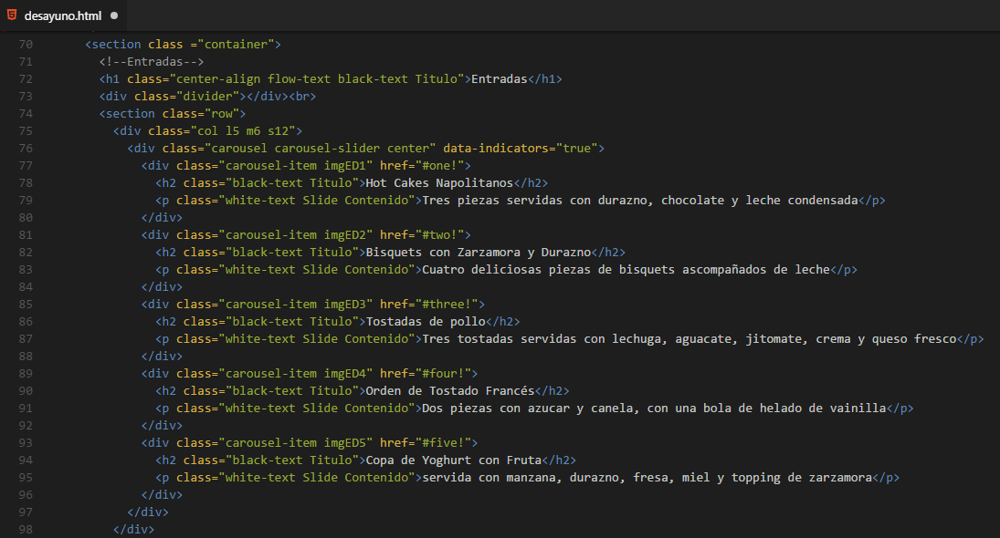 desayuno.html
70 <section class ="container">
71 <!--Entradas-->
72 <h1 class="center-align flow-text black-text Titulo">Entradas</h1>
73 <div class="divider"></div><br>
74 <section class="row">
75 <div class="col l5 m6 s12">
76 <div class="carousel carousel-slider center" data-indicators="true">
77 <div class="carousel-item imgED1" href="#one!">
78 <h2 class="black-text Titulo">Hot Cakes Napolitanos</h2>
79 <p class="white-text Slide Contenido">Tres piezas servidas con durazno, chocolate y leche condensada</p>
80 </div>
81 <div class="carousel-item imgED2" href="#two!">
82 <h2 class="black-text Titulo">Bisquets con Zarzamora y Durazno</h2>
83 <p class="white-text Slide Contenido">Cuatro deliciosas piezas de bisquets ascompañados de leche</p>
84 </div>
85 <div class="carousel-item imgED3" href="#three!">
86 <h2 class="black-text Titulo">Tostadas de pollo</h2>
87 <p class="white-text Slide Contenido">Tres tostadas servidas con lechuga, aguacate, jitomate, crema y queso fresco</p>
88 </div>
89 <div class="carousel-item imgED4" href="#four!">
90 <h2 class="black-text Titulo">Orden de Tostado Francés</h2>
91 <p class="white-text Slide Contenido">Dos piezas con azucar y canela, con una bola de helado de vainilla</p>
92 </div>
93 <div class="carousel-item imgED5" href="#five!">
94 <h2 class="black-text Titulo">Copa de Yoghurt con Fruta</h2>
95 <p class="white-text Slide Contenido">servida con manzana, durazno, fresa, miel y topping de zarzamora</p>
96 </div>
97 </div>
98 </div>